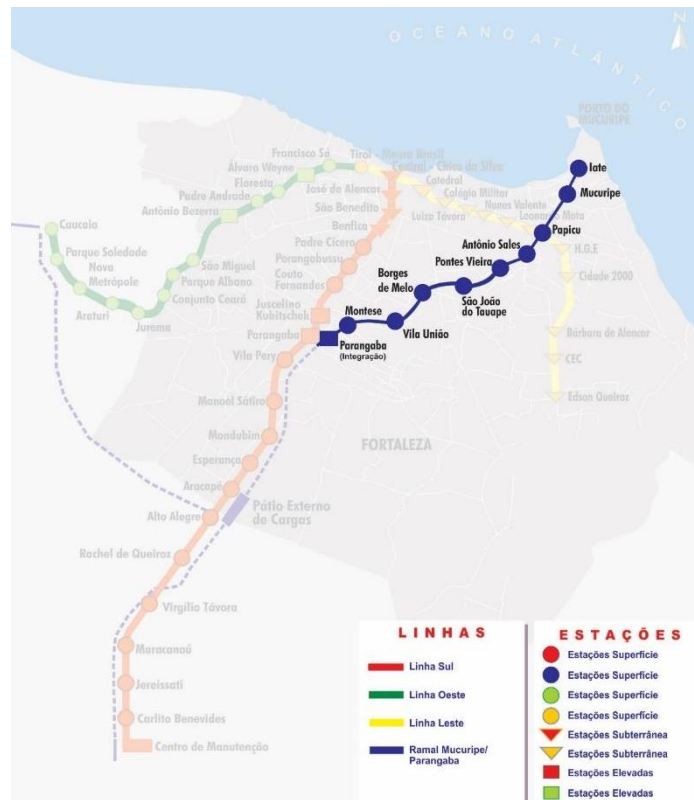 OCEANO ATLÂNTICO
N
PORTO DO
MUCURIPE
Iate
Mucuripe
Papicu
Antônio Sales
Pontes Vieira
São João
do Tauape
Borges
de Melo
Vila União
Montese
Parangaba
(Integração)
Francisco Sá
Tirol - Moura Brasil
Central - Chico da Silva
Álvaro Weyne
Floresta
Padre Andrade
Antônio Bezerra
São Miguel
Parque Albano
Conjunto Ceará
Jurema
Araturi
Nova
Metrópole
Parque Soledade
Caucaia
José de Alencar
São Benedito
Benfica
Padre Cícero
Porangabussu
Couto
Fernandes
Juscelino
Kubitschek
Parangaba
Vila Pery
Manoel Sátiro
Mondubim
Esperança
Aracapé
Alto Alegre
Rachel de Queiroz
Virgílio Távora
Maracanaú
Jereissati
Carlito Benevides
Centro de Manutenção
Pátio Externo
de Cargas
FORTALEZA
Catedral
Colégio Militar
Luiza Távora
Nunes Valente
Leonardo Mota
H.G.F.
Cidade 2000
Bárbara de Alencar
CEC
Edson Queiroz
LINHAS
Linha Sul
Linha Oeste
Linha Leste
Ramal Mucuripe/
Parangaba
ESTAÇÕES
Estações Superfície
Estações Superfície
Estações Superfície
Estações Superfície
Estações Subterrânea
Estações Subterrânea
Estações Elevadas
Estações Elevadas